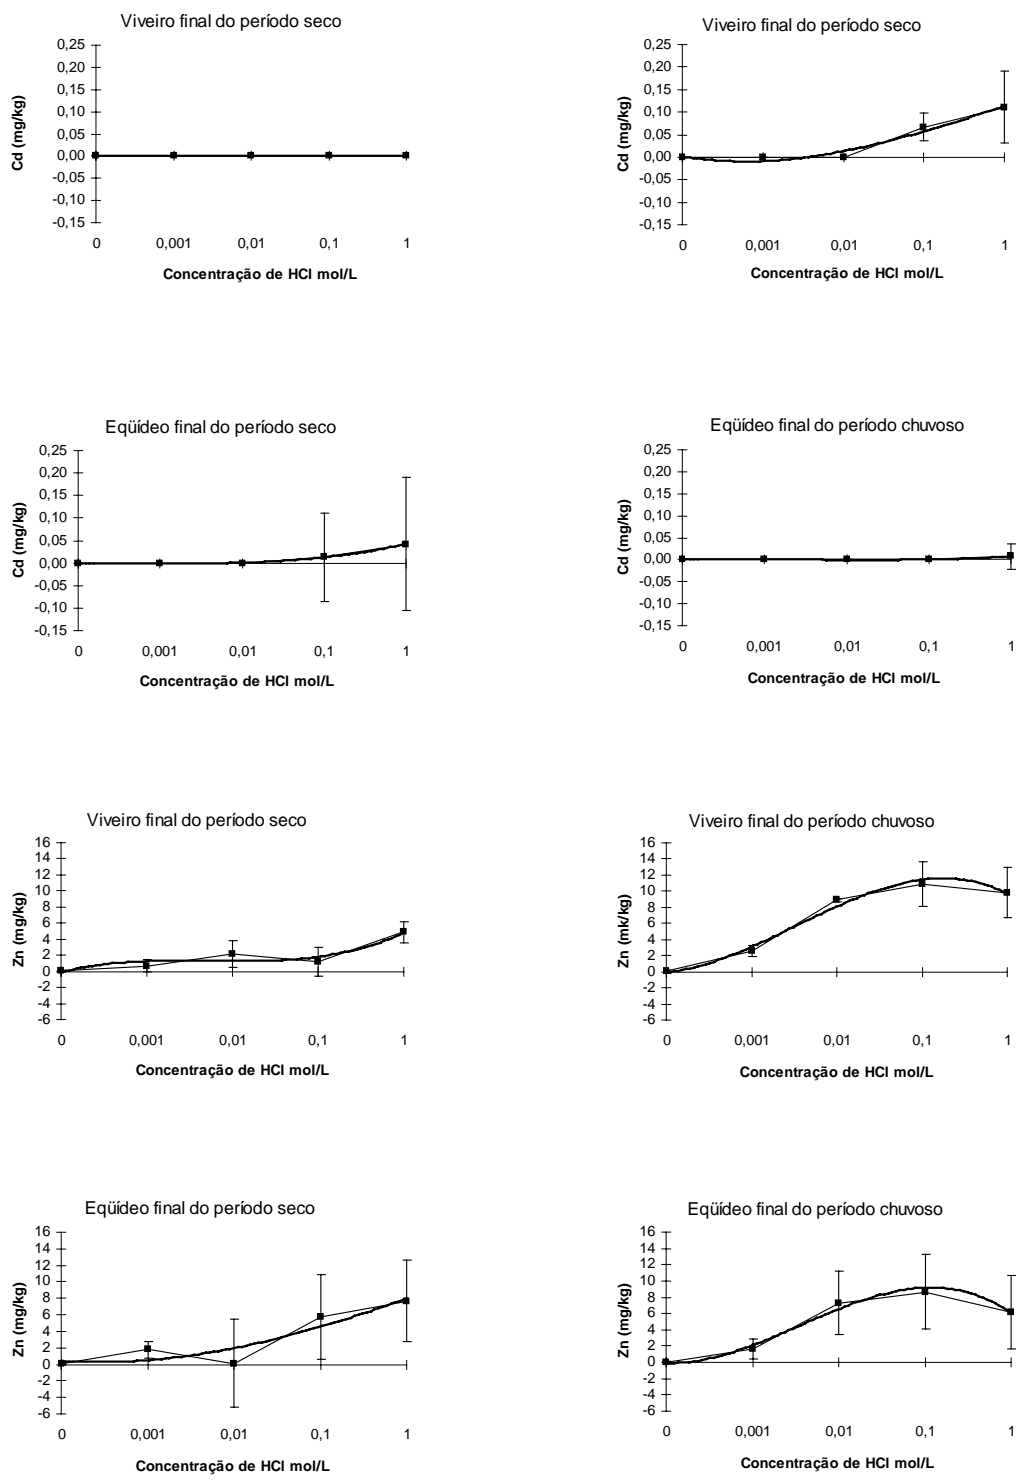 Viveiro final do período seco
0,25
0,20
0,15
0,10
0,05
0,00
-0,05
-0,10
-0,15
Cd (mg/kg)
0 0,001 0,01 0,1 1
Concentração de HCl mol/L
Viveiro final do período seco
0,25
0,20
0,15
0,10
0,05
0,00
-0,05
-0,10
-0,15
Cd (mg/kg)
0 0,001 0,01 0,1 1
Concentração de HCl mol/L
Eqüídeo final do período seco
0,25
0,20
0,15
0,10
0,05
0,00
-0,05
-0,10
-0,15
Cd (mg/kg)
0 0,001 0,01 0,1 1
Concentração de HCl mol/L
Eqüídeo final do período chuvoso
0,25
0,20
0,15
0,10
0,05
0,00
-0,05
-0,10
-0,15
Cd (mg/kg)
0 0,001 0,01 0,1 1
Concentração de HCl mol/L
Viveiro final do período seco
16
14
12
10
8
6
4
2
0
-2
-4
-6
Zn (mg/kg)
0 0,001 0,01 0,1 1
Concentração de HCl mol/L
Viveiro final do período chuvoso
16
14
12
10
8
6
4
2
0
-2
-4
-6
Zn (mk/kg)
0 0,001 0,01 0,1 1
Concentração de HCl mol/L
Eqüídeo final do período seco
16
14
12
10
8
6
4
2
0
-2
-4
-6
Zn (mg/kg)
0 0,001 0,01 0,1 1
Concentração de HCl mol/L
Eqüídeo final do período chuvoso
16
14
12
10
8
6
4
2
0
-2
-4
-6
Zn (mg/kg)
0 0,001 0,01 0,1 1
Concentração de HCl mol/L